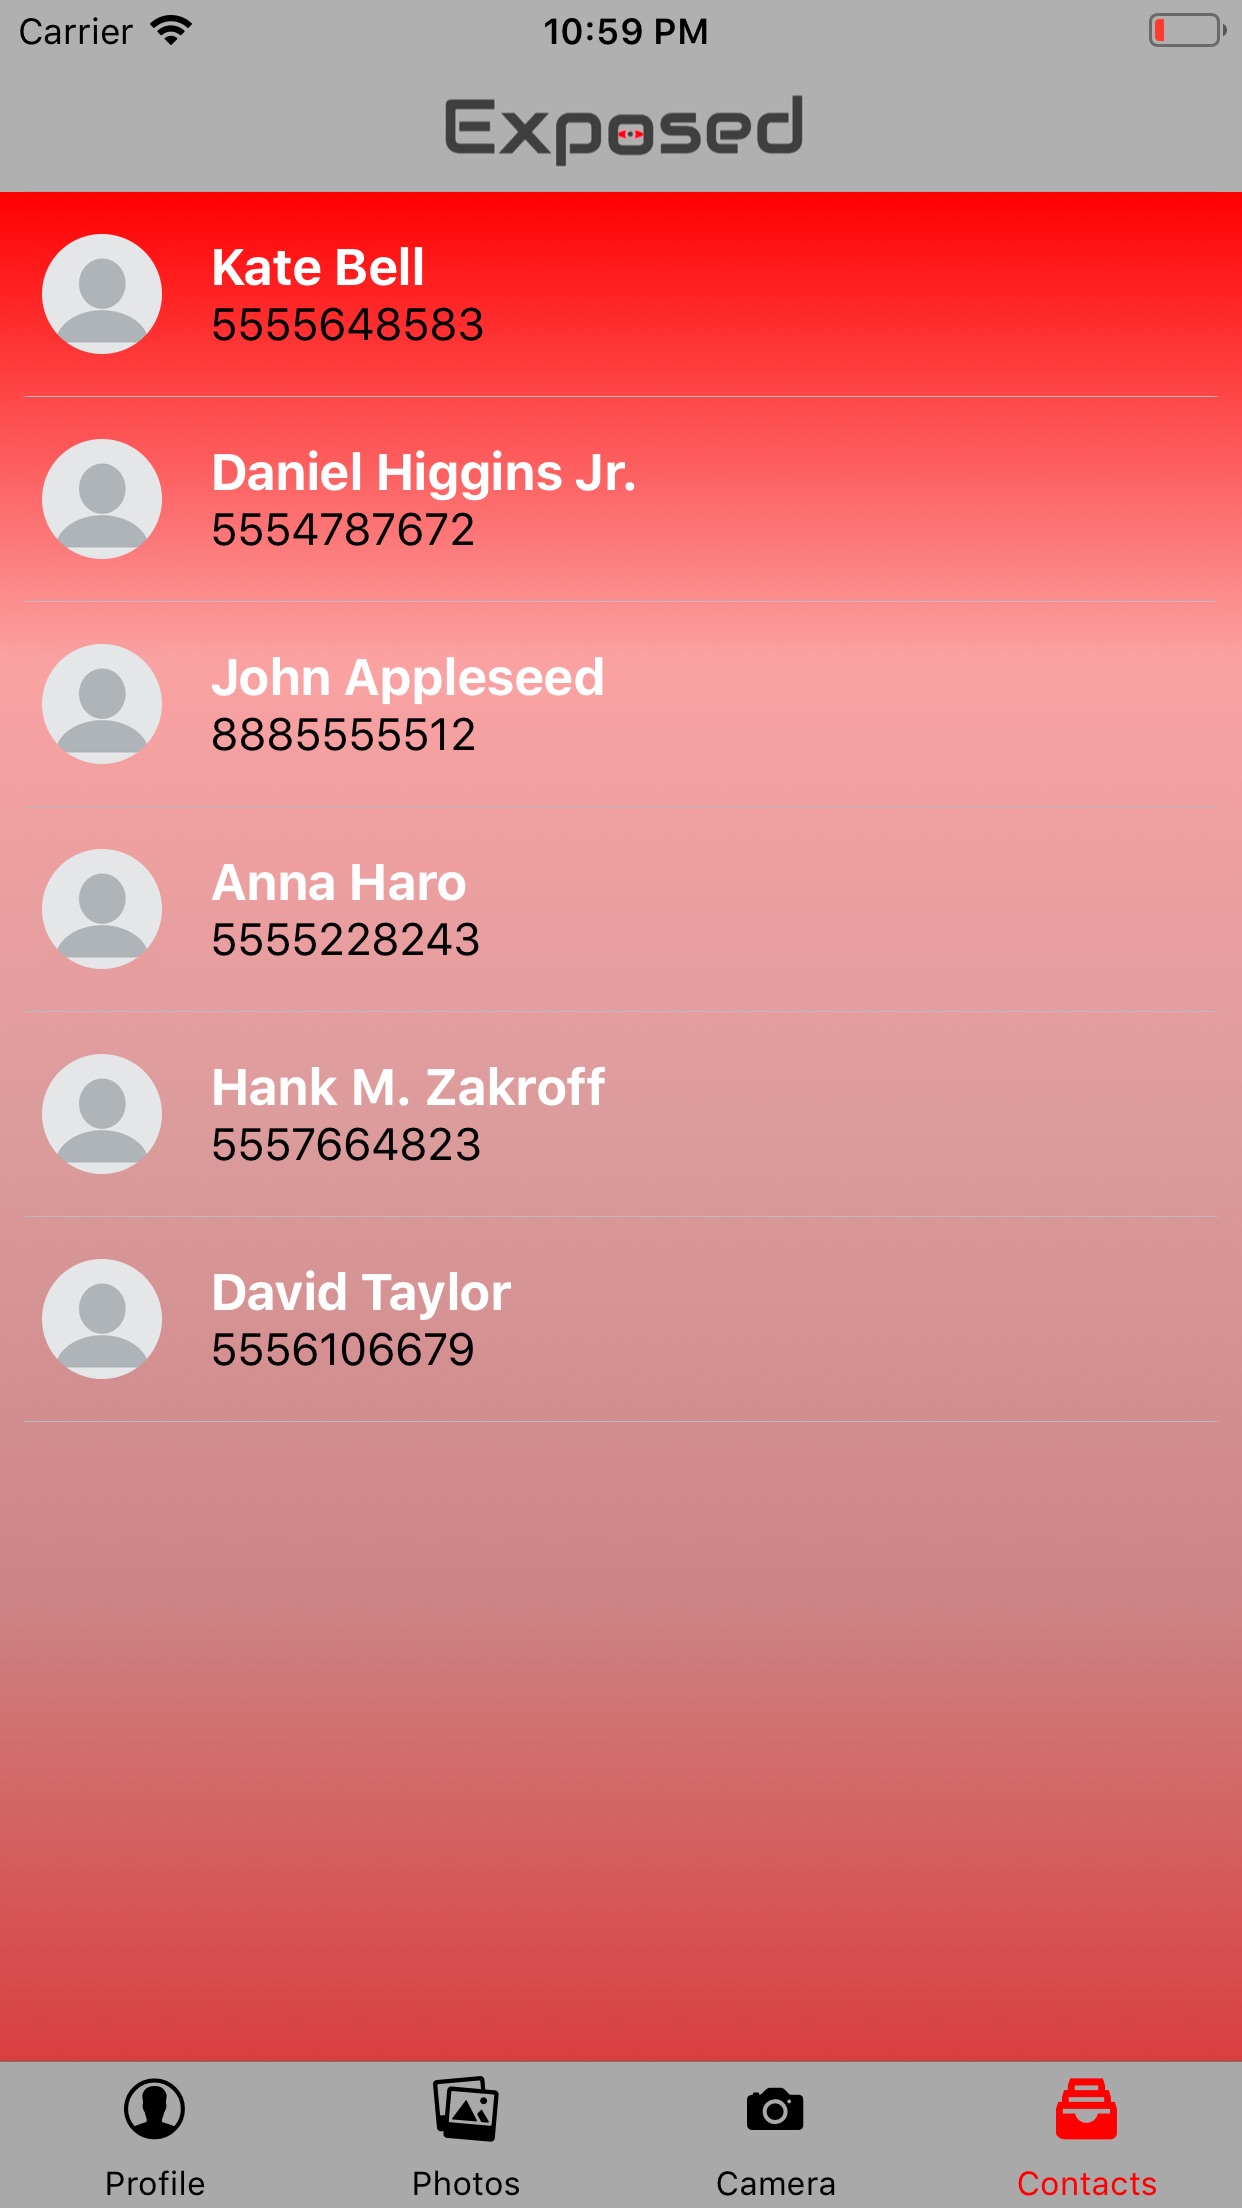 Carrier 10:59 PM
Exposed
Kate Bell
5555648583
Daniel Higgins Jr.
5554787672
John Appleseed
8885555512
Anna Haro
5555228243
Hank M. Zakroff
5557664823
David Taylor
5556106679
Profile Photos Camera Contacts